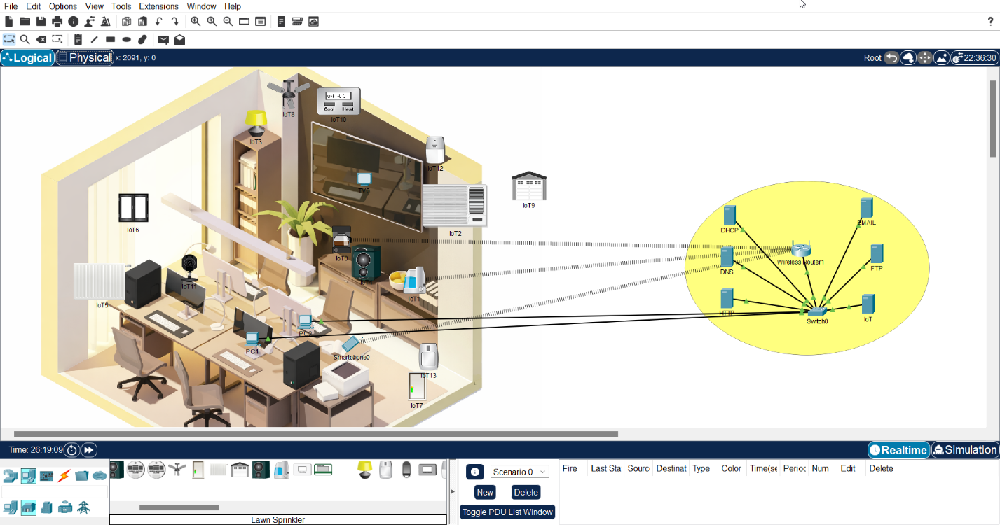 File Edit Options View Tools Extensions Window Help
?
Logical Physical x: 2091, y: 0 Root 22:36:30
IoT8
OFF -0C
Cool Heat
IoT10
IoT3
IoT12
TV0
IoT9
IoT6
IoT2
DHCP
EMAIL
IoT0
Wireless Router1
DNS
FTP
IoT4
IoT11
IoT1
IoT5
HTTP
IoT
Switch0
PC2
PC1
Smartphone0
IoT13
IoT7
Time: 26:19:09 Realtime Simulation
Scenario 0
Fire Last Sta Sourc Destinat Type Color Time(se Perioc Num Edit Delete
New Delete
Toggle PDU List Window
Lawn Sprinkler